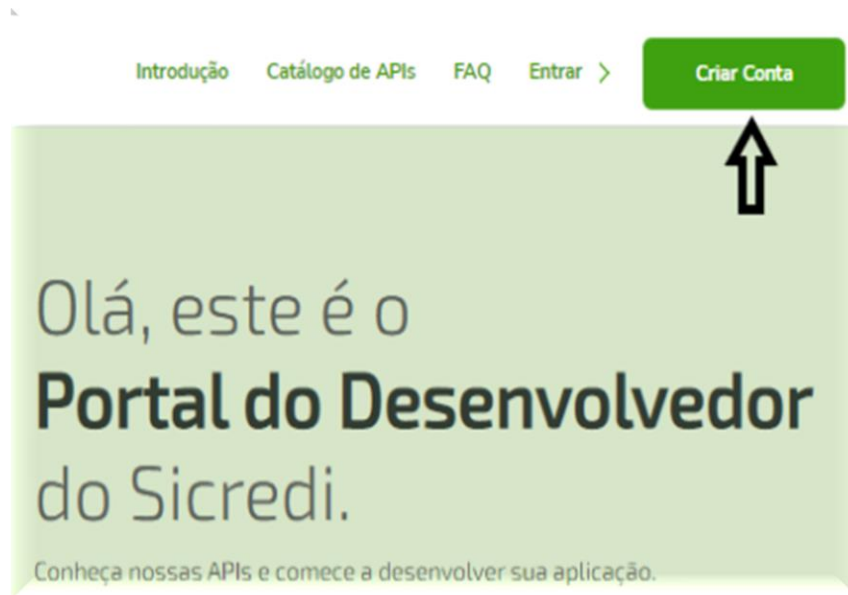 Introdução Catálogo de APIs FAQ Entrar Criar Conta
Olá, este é o
Portal do Desenvolvedor
do Sicredi.
Conheça nossas APIs e comece a desenvolver sua aplicação.